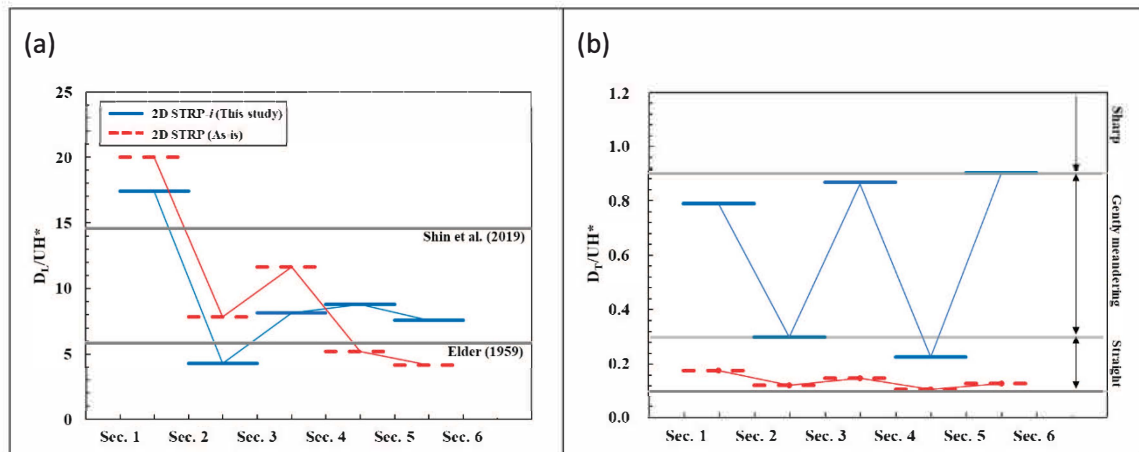 (a)
25
20
15
10
5
0
D_L/UH*
2D STRP-i (This study)
2D STRP (As-is)
Shin et al. (2019)
Elder (1959)
Sec. 1 Sec. 2 Sec. 3 Sec. 4 Sec. 5 Sec. 6
(b)
1.2
1.0
0.8
0.6
0.4
0.2
0.0
D_T/UH*
Sharp
Gently meandering
Straight
Sec. 1 Sec. 2 Sec. 3 Sec. 4 Sec. 5 Sec. 6